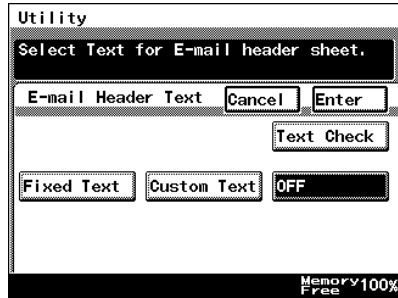 Utility
Select Text for E-mail header sheet.
E-mail Header Text Cancel Enter
Text Check
Fixed Text Custom Text OFF
Memory Free 100%